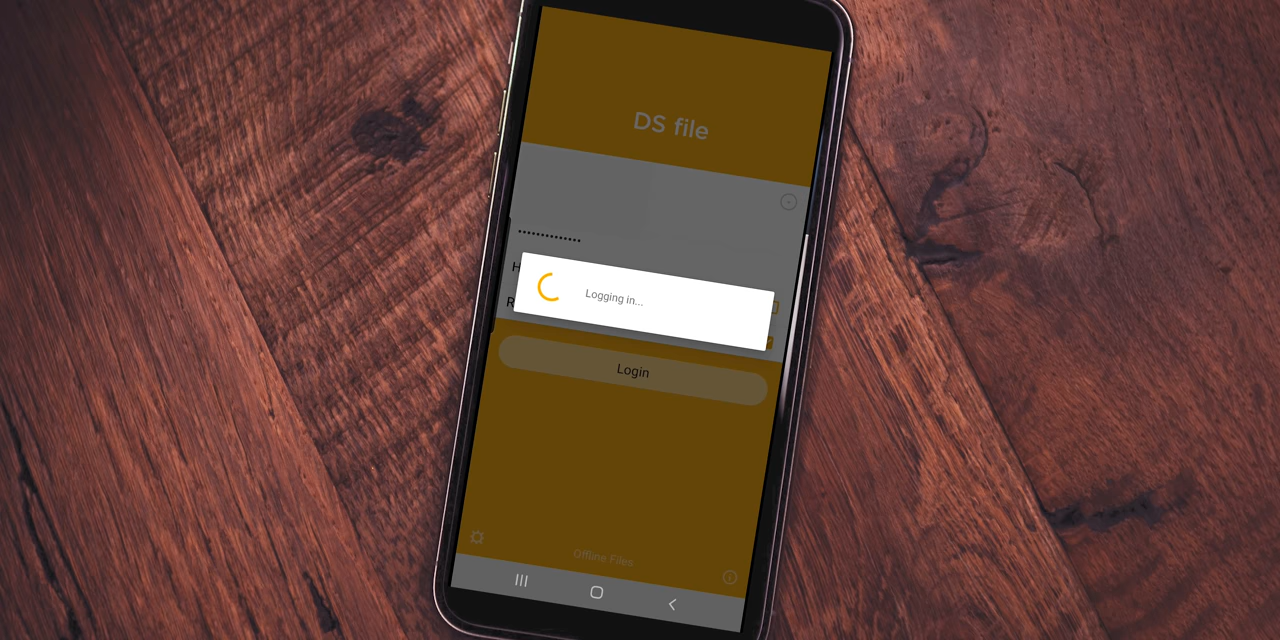 DS file
••••••••••••••
H
R
Logging in...
Login
Offline Files